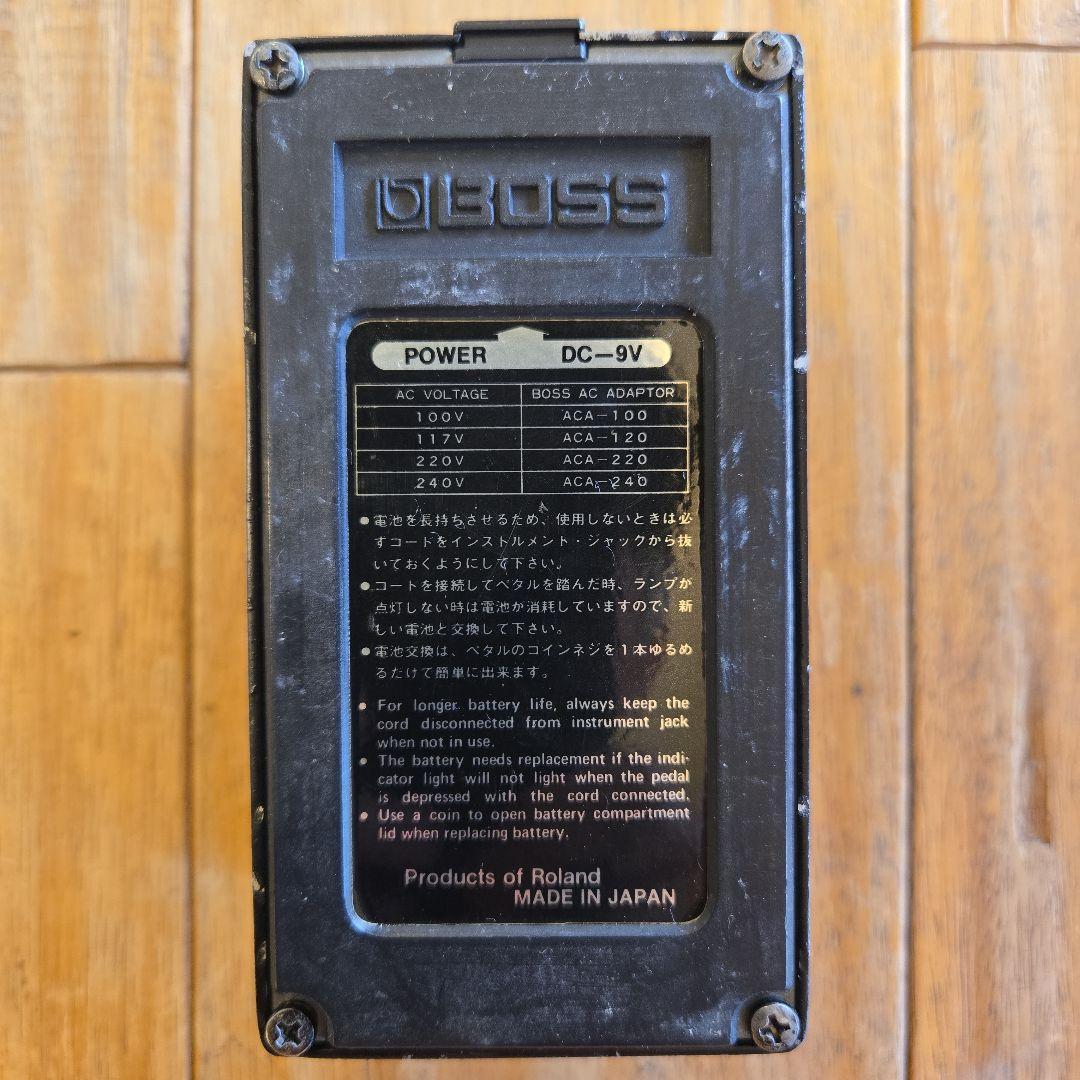 BOSS
POWER DC-9V
AC VOLTAGE BOSS AC ADAPTOR
100V ACA-100
117V ACA-120
220V ACA-220
240V ACA-240
●電池を長持ちさせるため、使用しないときは必
すコードをインストルメント・ジャックから抜
いておくようにして下さい。
●コードを接続してペタルを踏んだ時、ランプが
点灯しない時は電池が消耗していますので、新
しい電池と交換して下さい。
●電池交換は、ペタルのコインネジを1本ゆるめ
るだけで簡単に出来ます。
• For longer battery life, always keep the
cord disconnected from instrument jack
when not in use.
• The battery needs replacement if the indi-
cator light will not light when the pedal
is depressed with the cord connected.
• Use a coin to open battery compartment
lid when replacing battery.
Products of Roland
MADE IN JAPAN